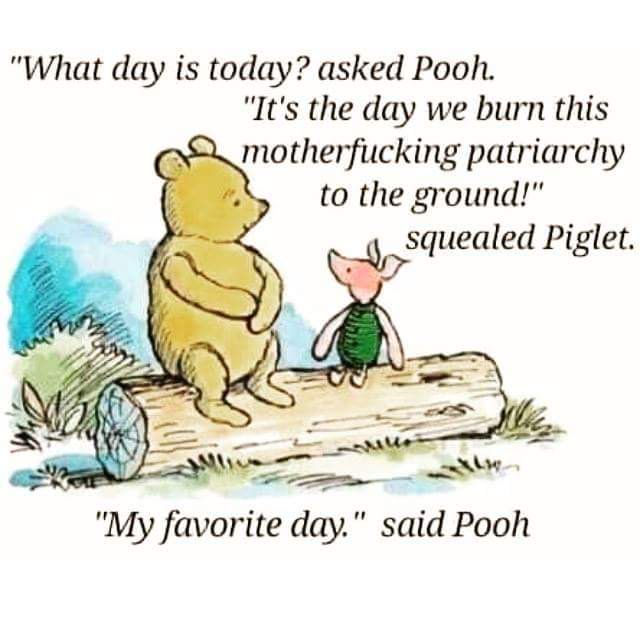 "What day is today? asked Pooh.
"It's the day we burn this
motherfucking patriarchy
to the ground!"
squealed Piglet.
"My favorite day." said Pooh